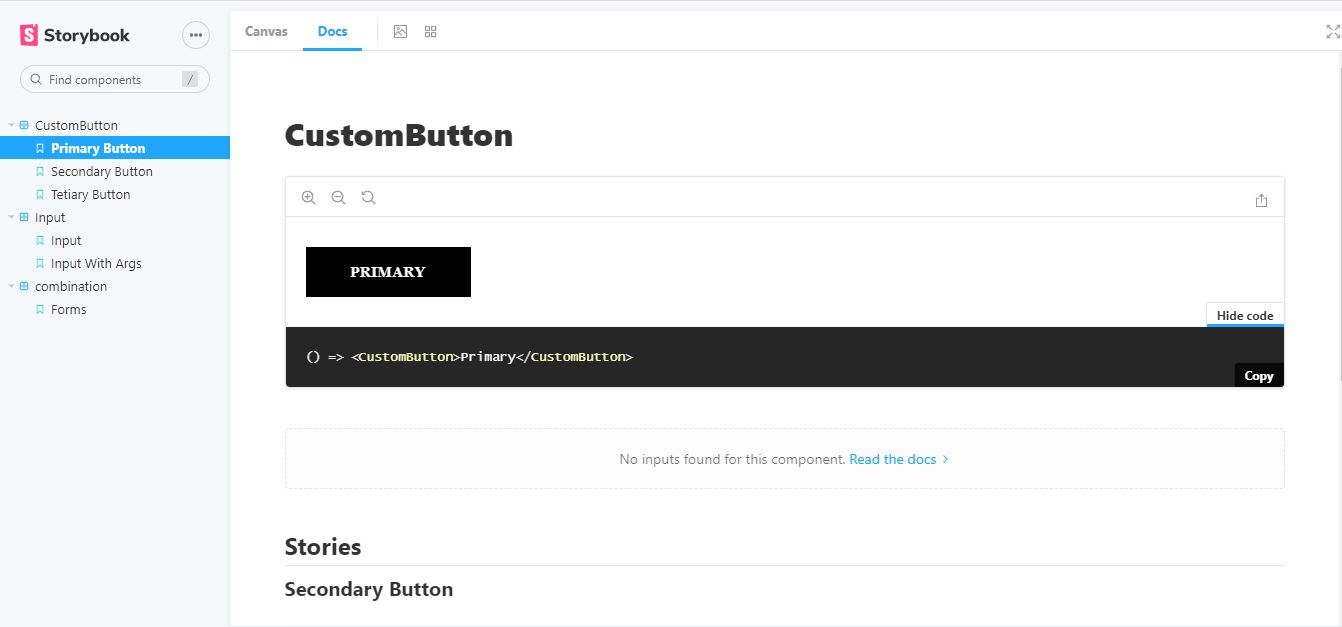 Storybook
Find components /
CustomButton
Primary Button
Secondary Button
Tetiary Button
Input
Input
Input With Args
combination
Forms
Canvas Docs
CustomButton
PRIMARY
Hide code
() => <CustomButton>Primary</CustomButton>
Copy
No inputs found for this component. Read the docs
Stories
Secondary Button